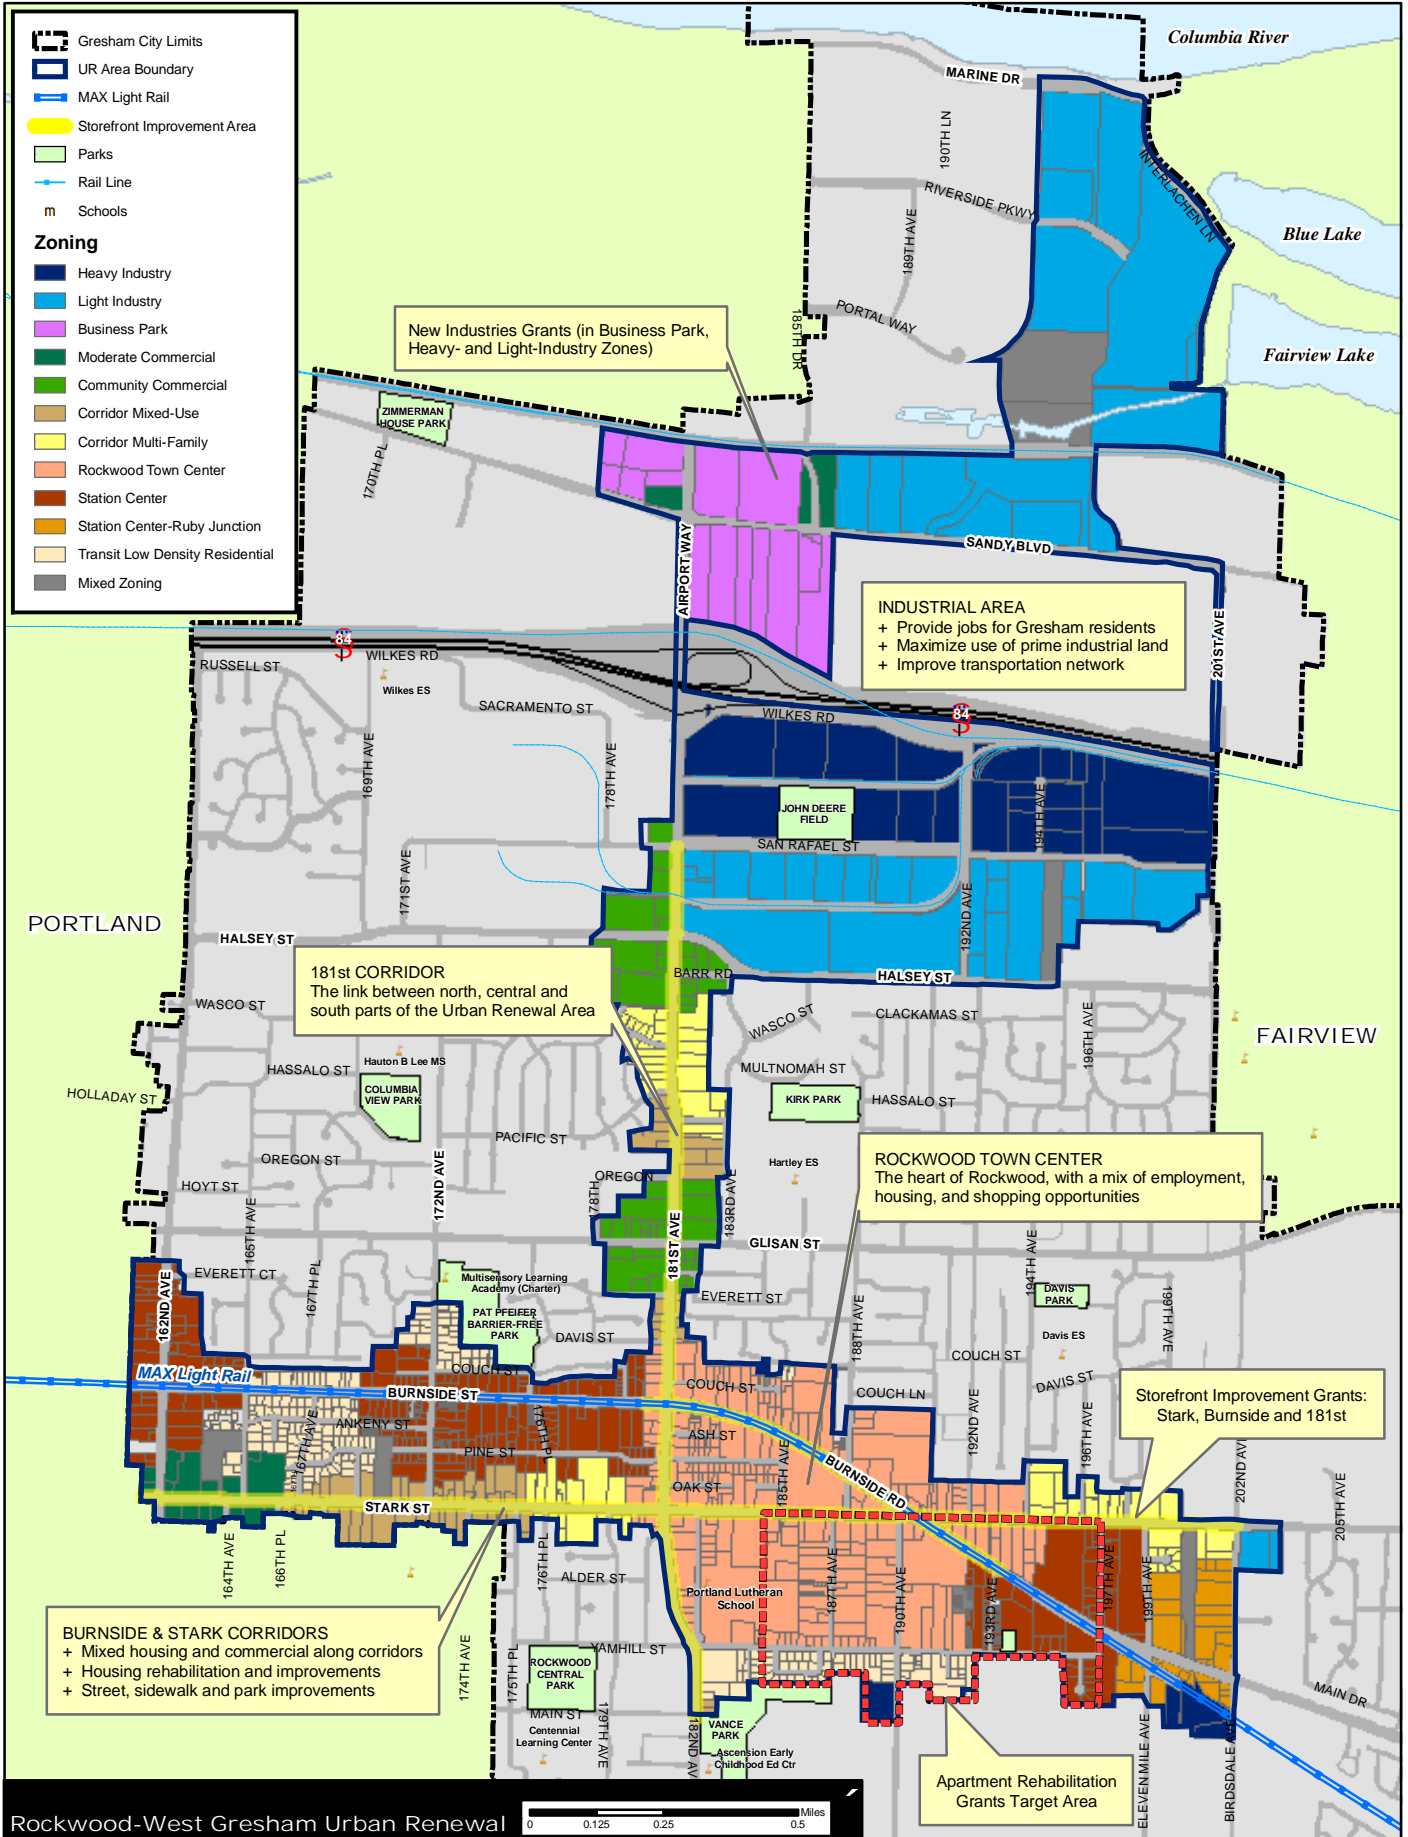 Gresham City Limits
UR Area Boundary
MAX Light Rail
Storefront Improvement Area
Parks
Rail Line
m Schools
Zoning
Heavy Industry
Light Industry
Business Park
Moderate Commercial
Community Commercial
Corridor Mixed-Use
Corridor Multi-Family
Rockwood Town Center
Station Center
Station Center-Ruby Junction
Transit Low Density Residential
Mixed Zoning
Columbia River
MARINE DR
190TH LN
INTERLACHEN LN
RIVERSIDE PKWY
189TH AVE
Blue Lake
PORTAL WAY
185TH DR
Fairview Lake
New Industries Grants (in Business Park,
Heavy- and Light-Industry Zones)
ZIMMERMAN
HOUSE PARK
170TH PL
AIRPORT WAY
SANDY BLVD
INDUSTRIAL AREA
+ Provide jobs for Gresham residents
+ Maximize use of prime industrial land
+ Improve transportation network
201ST AVE
84
WILKES RD
RUSSELL ST
Wilkes ES
SACRAMENTO ST
WILKES RD
84
169TH AVE
178TH AVE
JOHN DEERE
FIELD
194TH AVE
SAN RAFAEL ST
171ST AVE
192ND AVE
PORTLAND
HALSEY ST
BARR RD
HALSEY ST
181st CORRIDOR
The link between north, central and
south parts of the Urban Renewal Area
WASCO ST
WASCO ST
CLACKAMAS ST
196TH AVE
FAIRVIEW
Hauton B Lee MS
HASSALO ST
MULTNOMAH ST
HOLLADAY ST
COLUMBIA
VIEW PARK
KIRK PARK
HASSALO ST
PACIFIC ST
OREGON ST
OREGON
Hartley ES
ROCKWOOD TOWN CENTER
The heart of Rockwood, with a mix of employment,
housing, and shopping opportunities
HOYT ST
172ND AVE
178TH
183RD AVE
165TH AVE
181ST AVE
GLISAN ST
EVERETT CT
167TH PL
162ND AVE
Multisensory Learning
Academy (Charter)
194TH AVE
DAVIS
PARK
199TH AVE
EVERETT ST
PAT PFEIFER
BARRIER-FREE
PARK
DAVIS ST
188TH AVE
Davis ES
COUCH ST
COUCH ST
MAX Light Rail
BURNSIDE ST
COUCH ST
COUCH LN
DAVIS ST
Storefront Improvement Grants:
Stark, Burnside and 181st
ANKENY ST
167TH AVE
176TH PL
ASH ST
192ND AVE
196TH AVE
PINE ST
185TH AVE
BURNSIDE RD
OAK ST
202ND AVE
205TH AVE
STARK ST
164TH AVE
166TH PL
176TH PL
ALDER ST
187TH AVE
190TH AVE
193RD AVE
197TH AVE
199TH AVE
Portland Lutheran
School
BURNSIDE & STARK CORRIDORS
+ Mixed housing and commercial along corridors
+ Housing rehabilitation and improvements
+ Street, sidewalk and park improvements
174TH AVE
175TH PL
YAMHILL ST
ROCKWOOD
CENTRAL
PARK
MAIN ST
179TH AVE
182ND AV
VANCE
PARK
MAIN DR
Centennial
Learning Center
Ascension Early
Childhood Ed Ctr
Apartment Rehabilitation
Grants Target Area
ELEVEN MILE AVE
BIRDSDALE AVE
Rockwood-West Gresham Urban Renewal
0 0.125 0.25 0.5
Miles